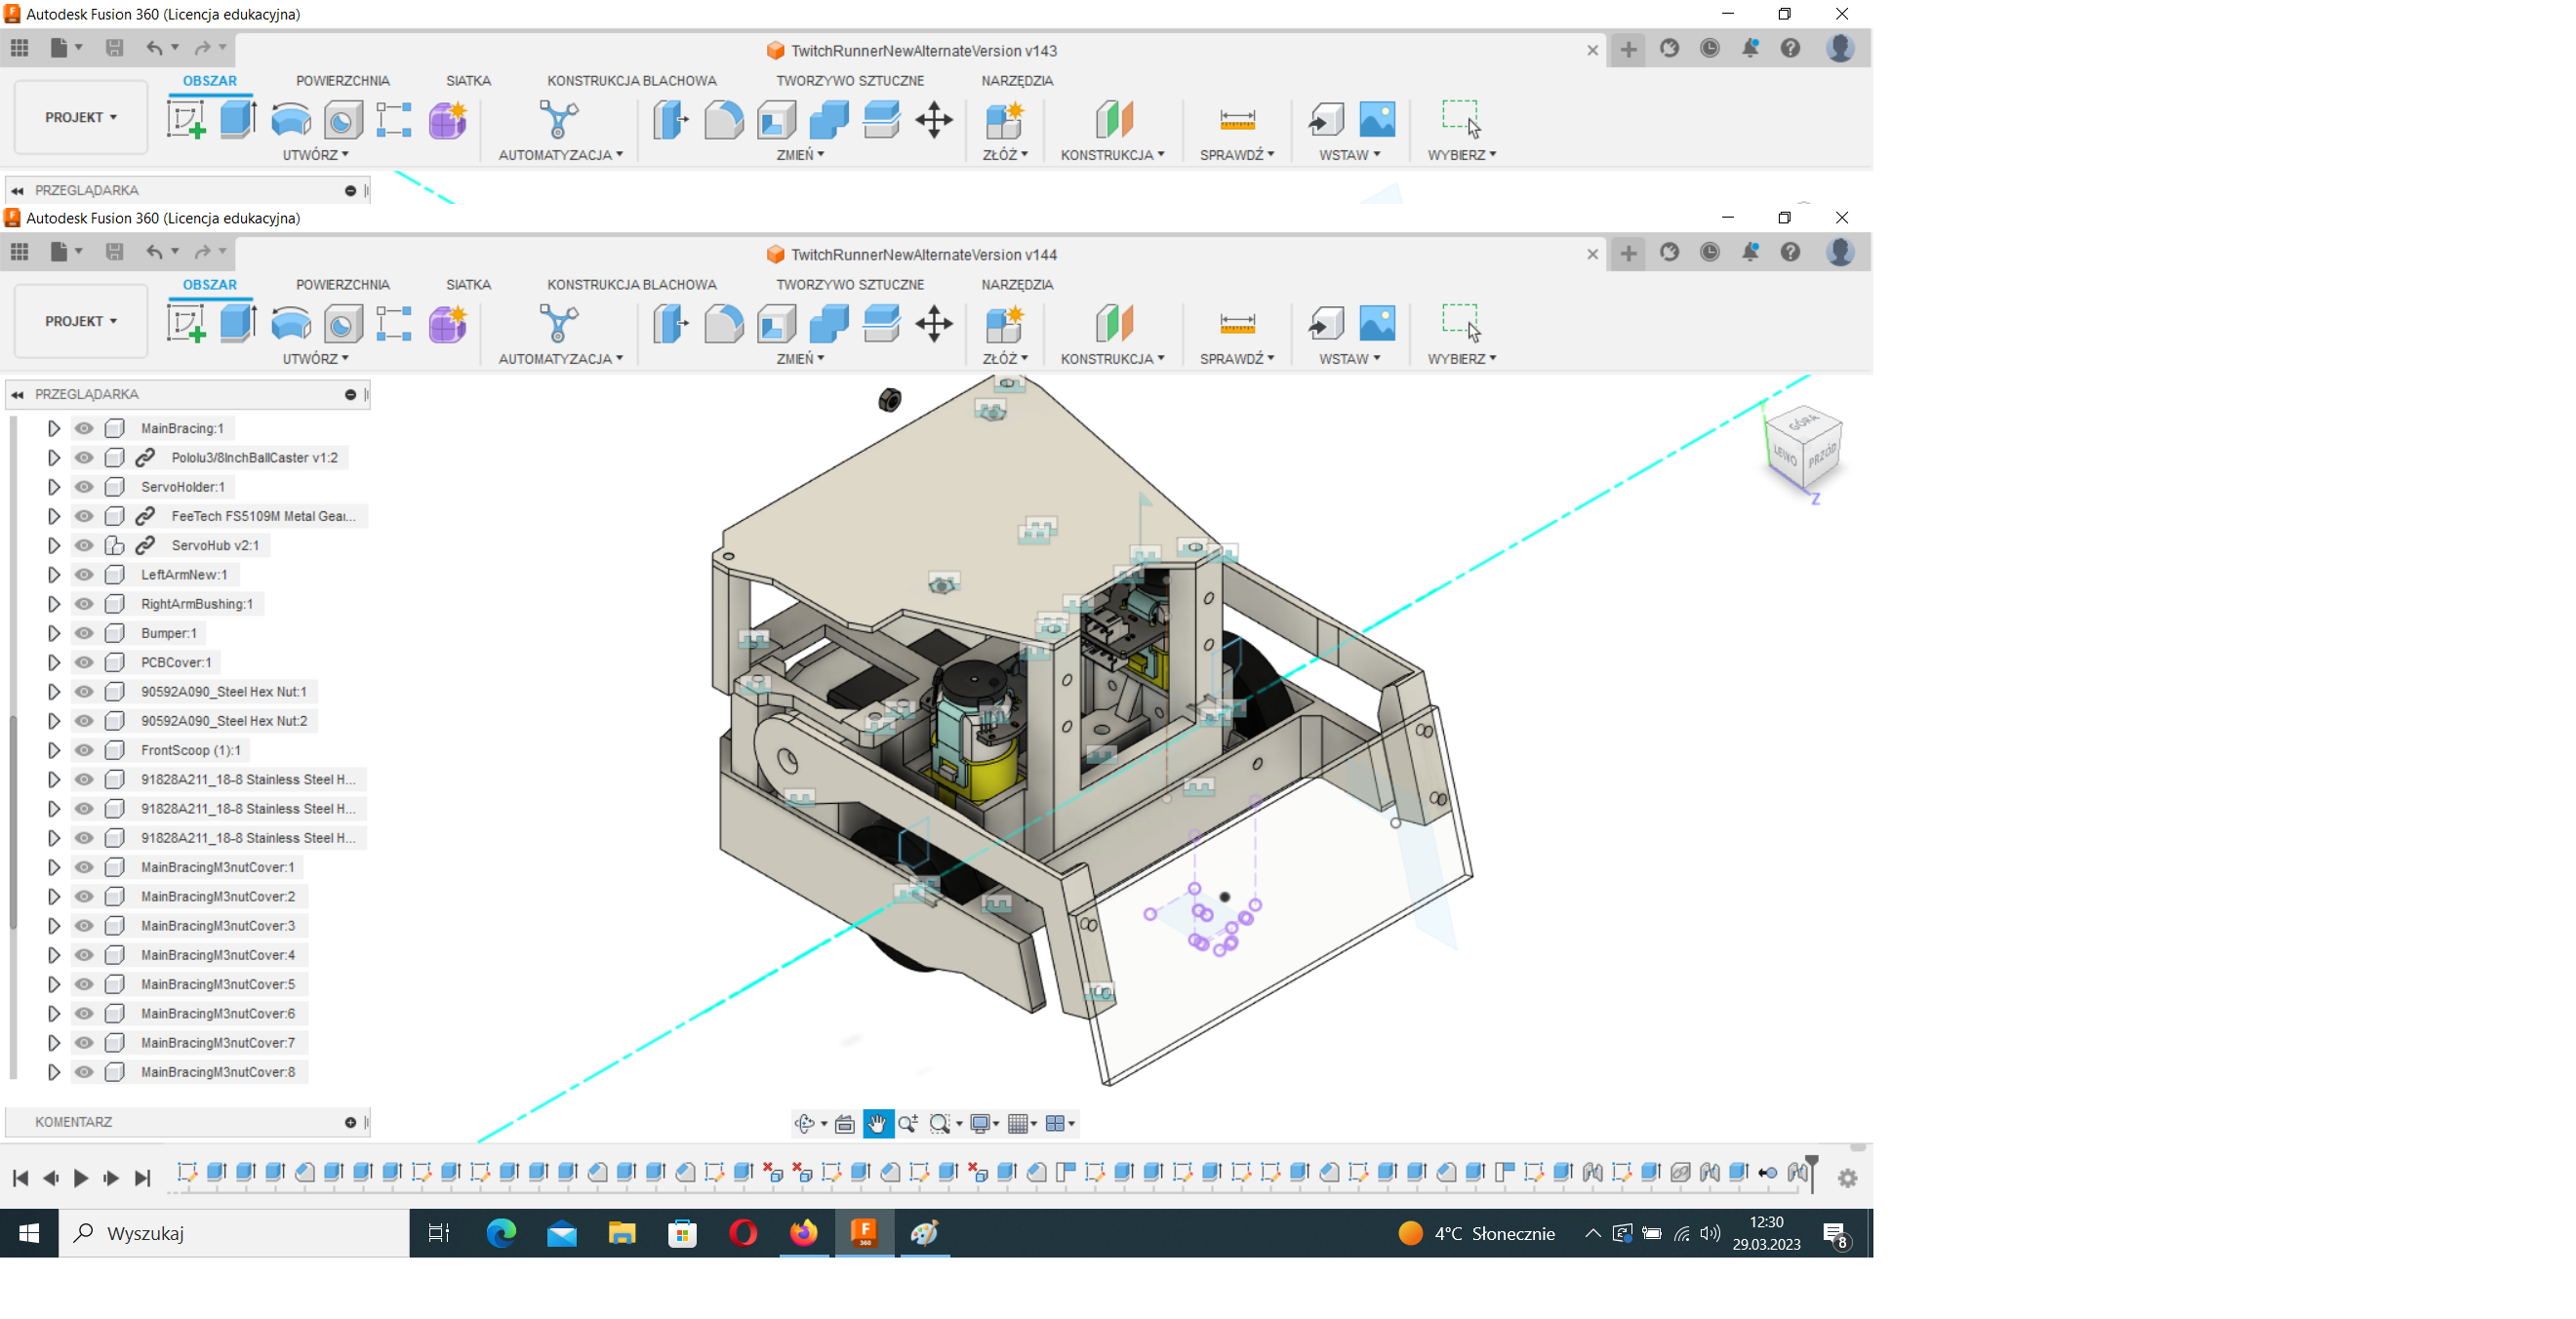 Autodesk Fusion 360 (Licencja edukacyjna)
TwitchRunnerNewAlternateVersion v143
OBSZAR POWIERZCHNIA SIATKA KONSTRUKCJA BLACHOWA TWORZYWO SZTUCZNE NARZĘDZIA
PROJEKT
UTWÓRZ AUTOMATYZACJA ZMIEŃ ZŁÓŻ KONSTRUKCJA SPRAWDŹ WSTAW WYBIERZ
PRZEGLĄDARKA
Autodesk Fusion 360 (Licencja edukacyjna)
TwitchRunnerNewAlternateVersion v144
OBSZAR POWIERZCHNIA SIATKA KONSTRUKCJA BLACHOWA TWORZYWO SZTUCZNE NARZĘDZIA
PROJEKT
UTWÓRZ AUTOMATYZACJA ZMIEŃ ZŁÓŻ KONSTRUKCJA SPRAWDŹ WSTAW WYBIERZ
PRZEGLĄDARKA
MainBracing:1
Pololu3/8InchBallCaster v1:2
ServoHolder:1
FeeTech FS5109M Metal Gear...
ServoHub v2:1
LeftArmNew:1
RightArmBushing:1
Bumper:1
PCBCover:1
90592A090_Steel Hex Nut:1
90592A090_Steel Hex Nut:2
FrontScoop (1):1
91828A211_18-8 Stainless Steel H...
91828A211_18-8 Stainless Steel H...
91828A211_18-8 Stainless Steel H...
MainBracingM3nutCover:1
MainBracingM3nutCover:2
MainBracingM3nutCover:3
MainBracingM3nutCover:4
MainBracingM3nutCover:5
MainBracingM3nutCover:6
MainBracingM3nutCover:7
MainBracingM3nutCover:8
GÓRA
LEWO PRZÓD
Z
KOMENTARZ
Wyszukaj
F
360
4°C Słonecznie
12:30
29.03.2023
8